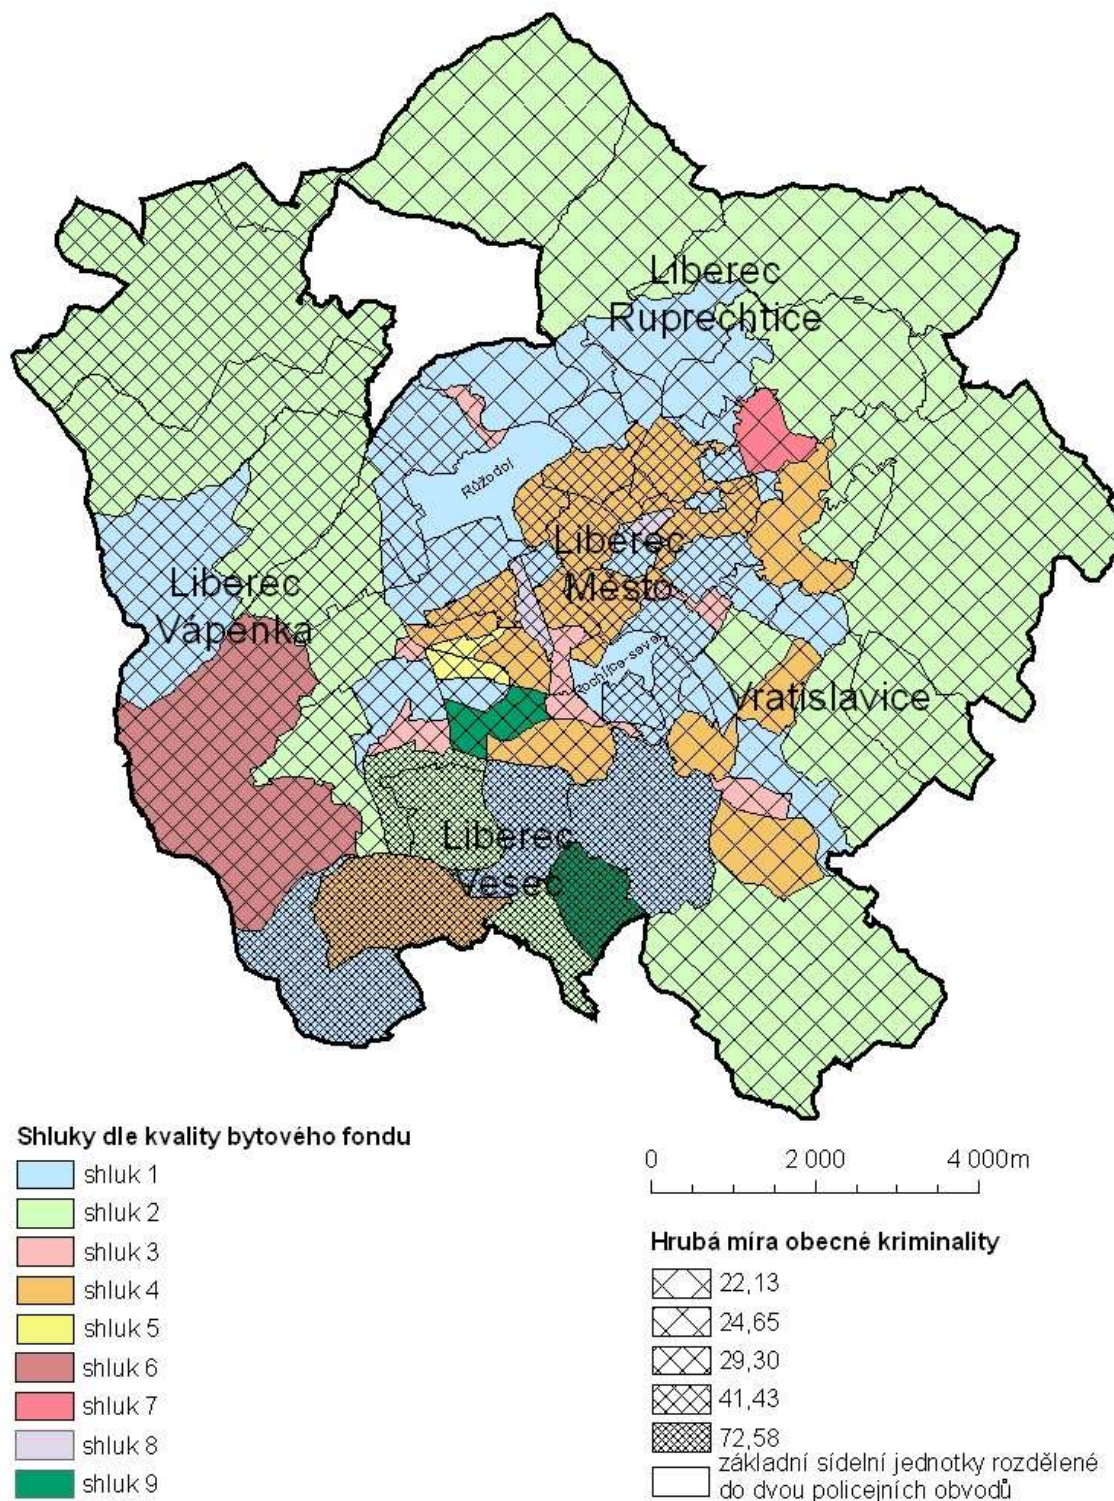 Liberec
Ruprechtice
Růžodol
Liberec
Město
Liberec
Vápenka
Rochlice-sever
Vratislavice
Liberec
Vesec
Shluky dle kvality bytového fondu
shluk 1
shluk 2
shluk 3
shluk 4
shluk 5
shluk 6
shluk 7
shluk 8
shluk 9
0 2 000 4 000m
Hrubá míra obecné kriminality
22,13
24,65
29,30
41,43
72,58
základní sídelní jednotky rozdělené
do dvou policejních obvodů